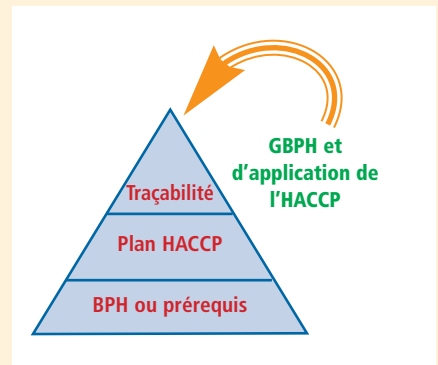 GBPH et
d’application de
l’HACCP
Traçabilité
Plan HACCP
BPH ou prérequis